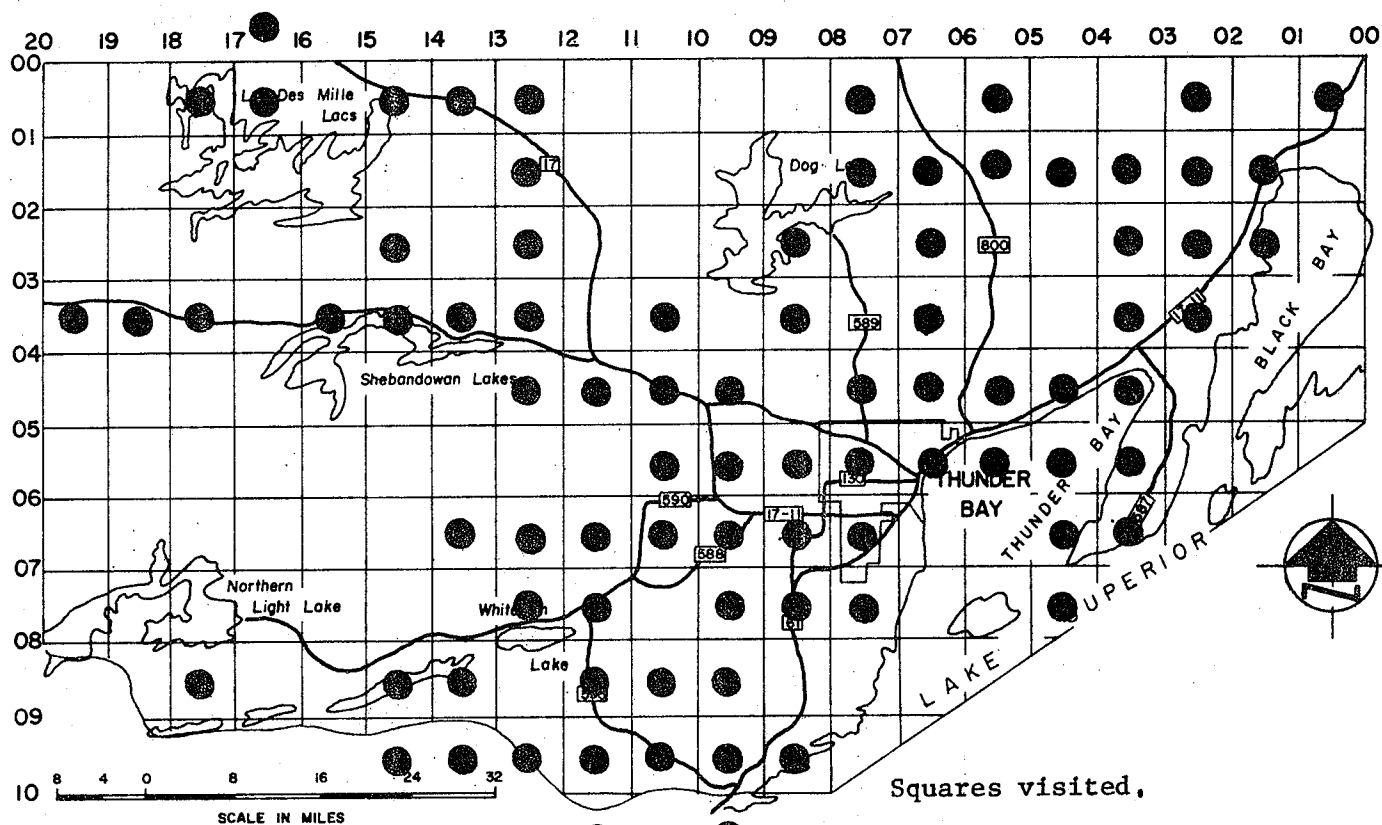 20 19 18 17 16 15 14 13 12 11 10 09 08 07 06 05 04 03 02 01 00
00
Des Mille
Lacs
01
17
Dog
02
800
BLACK BAY
03
589
04
Shebandowan Lakes
05
THUNDER BAY
130
06
590
THUNDER
BAY
17-11
587
588
07
Northern
Light Lake
61
08
Lake
LAKE SUPERIOR
09
N
8 4 0 8 16 24 32
10
SCALE IN MILES
Squares visited.